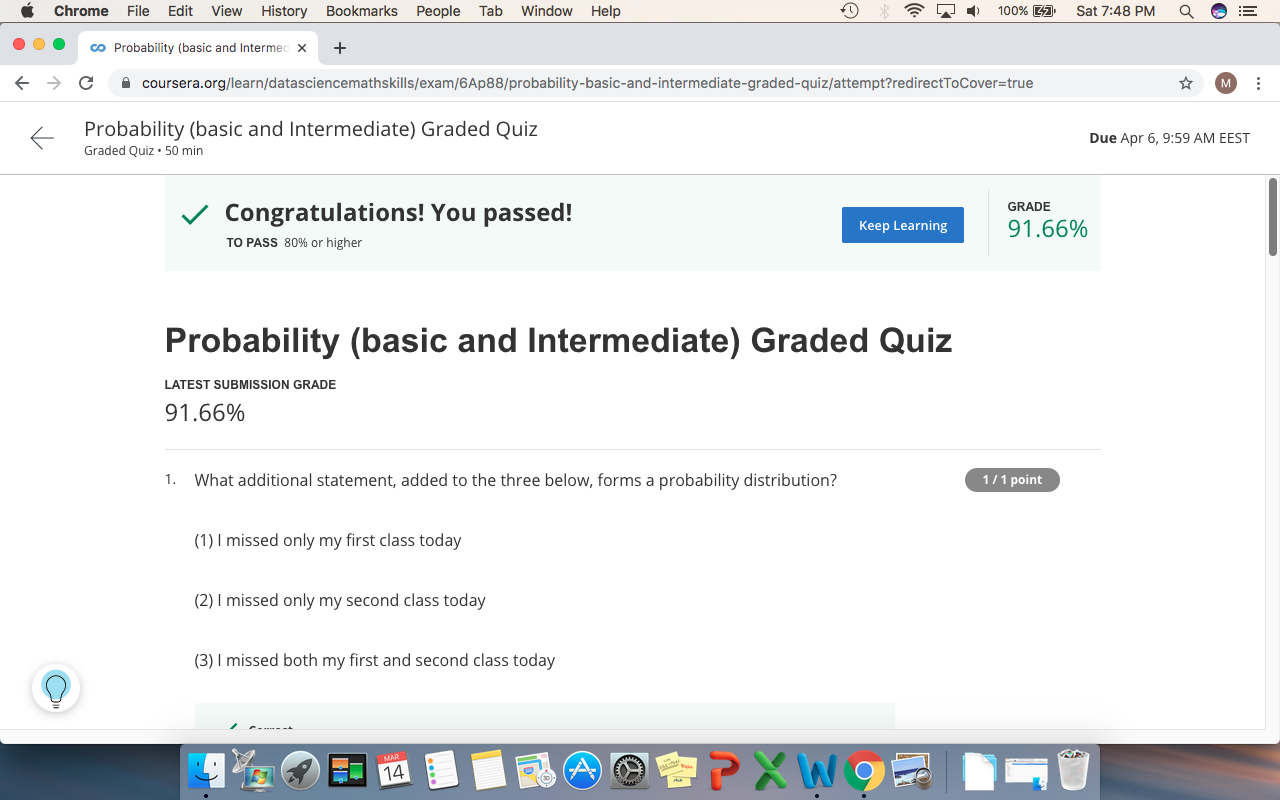 Chrome File Edit View History Bookmarks People Tab Window Help 100% Sat 7:48 PM
Probability (basic and Intermed
coursera.org/learn/datasciencemathskills/exam/6Ap88/probability-basic-and-intermediate-graded-quiz/attempt?redirectToCover=true M
Probability (basic and Intermediate) Graded Quiz
Graded Quiz • 50 min
Due Apr 6, 9:59 AM EEST
Congratulations! You passed!
TO PASS 80% or higher
Keep Learning
GRADE
91.66%
Probability (basic and Intermediate) Graded Quiz
LATEST SUBMISSION GRADE
91.66%
1. What additional statement, added to the three below, forms a probability distribution?
1 / 1 point
(1) I missed only my first class today
(2) I missed only my second class today
(3) I missed both my first and second class today
Correct
MAR
14